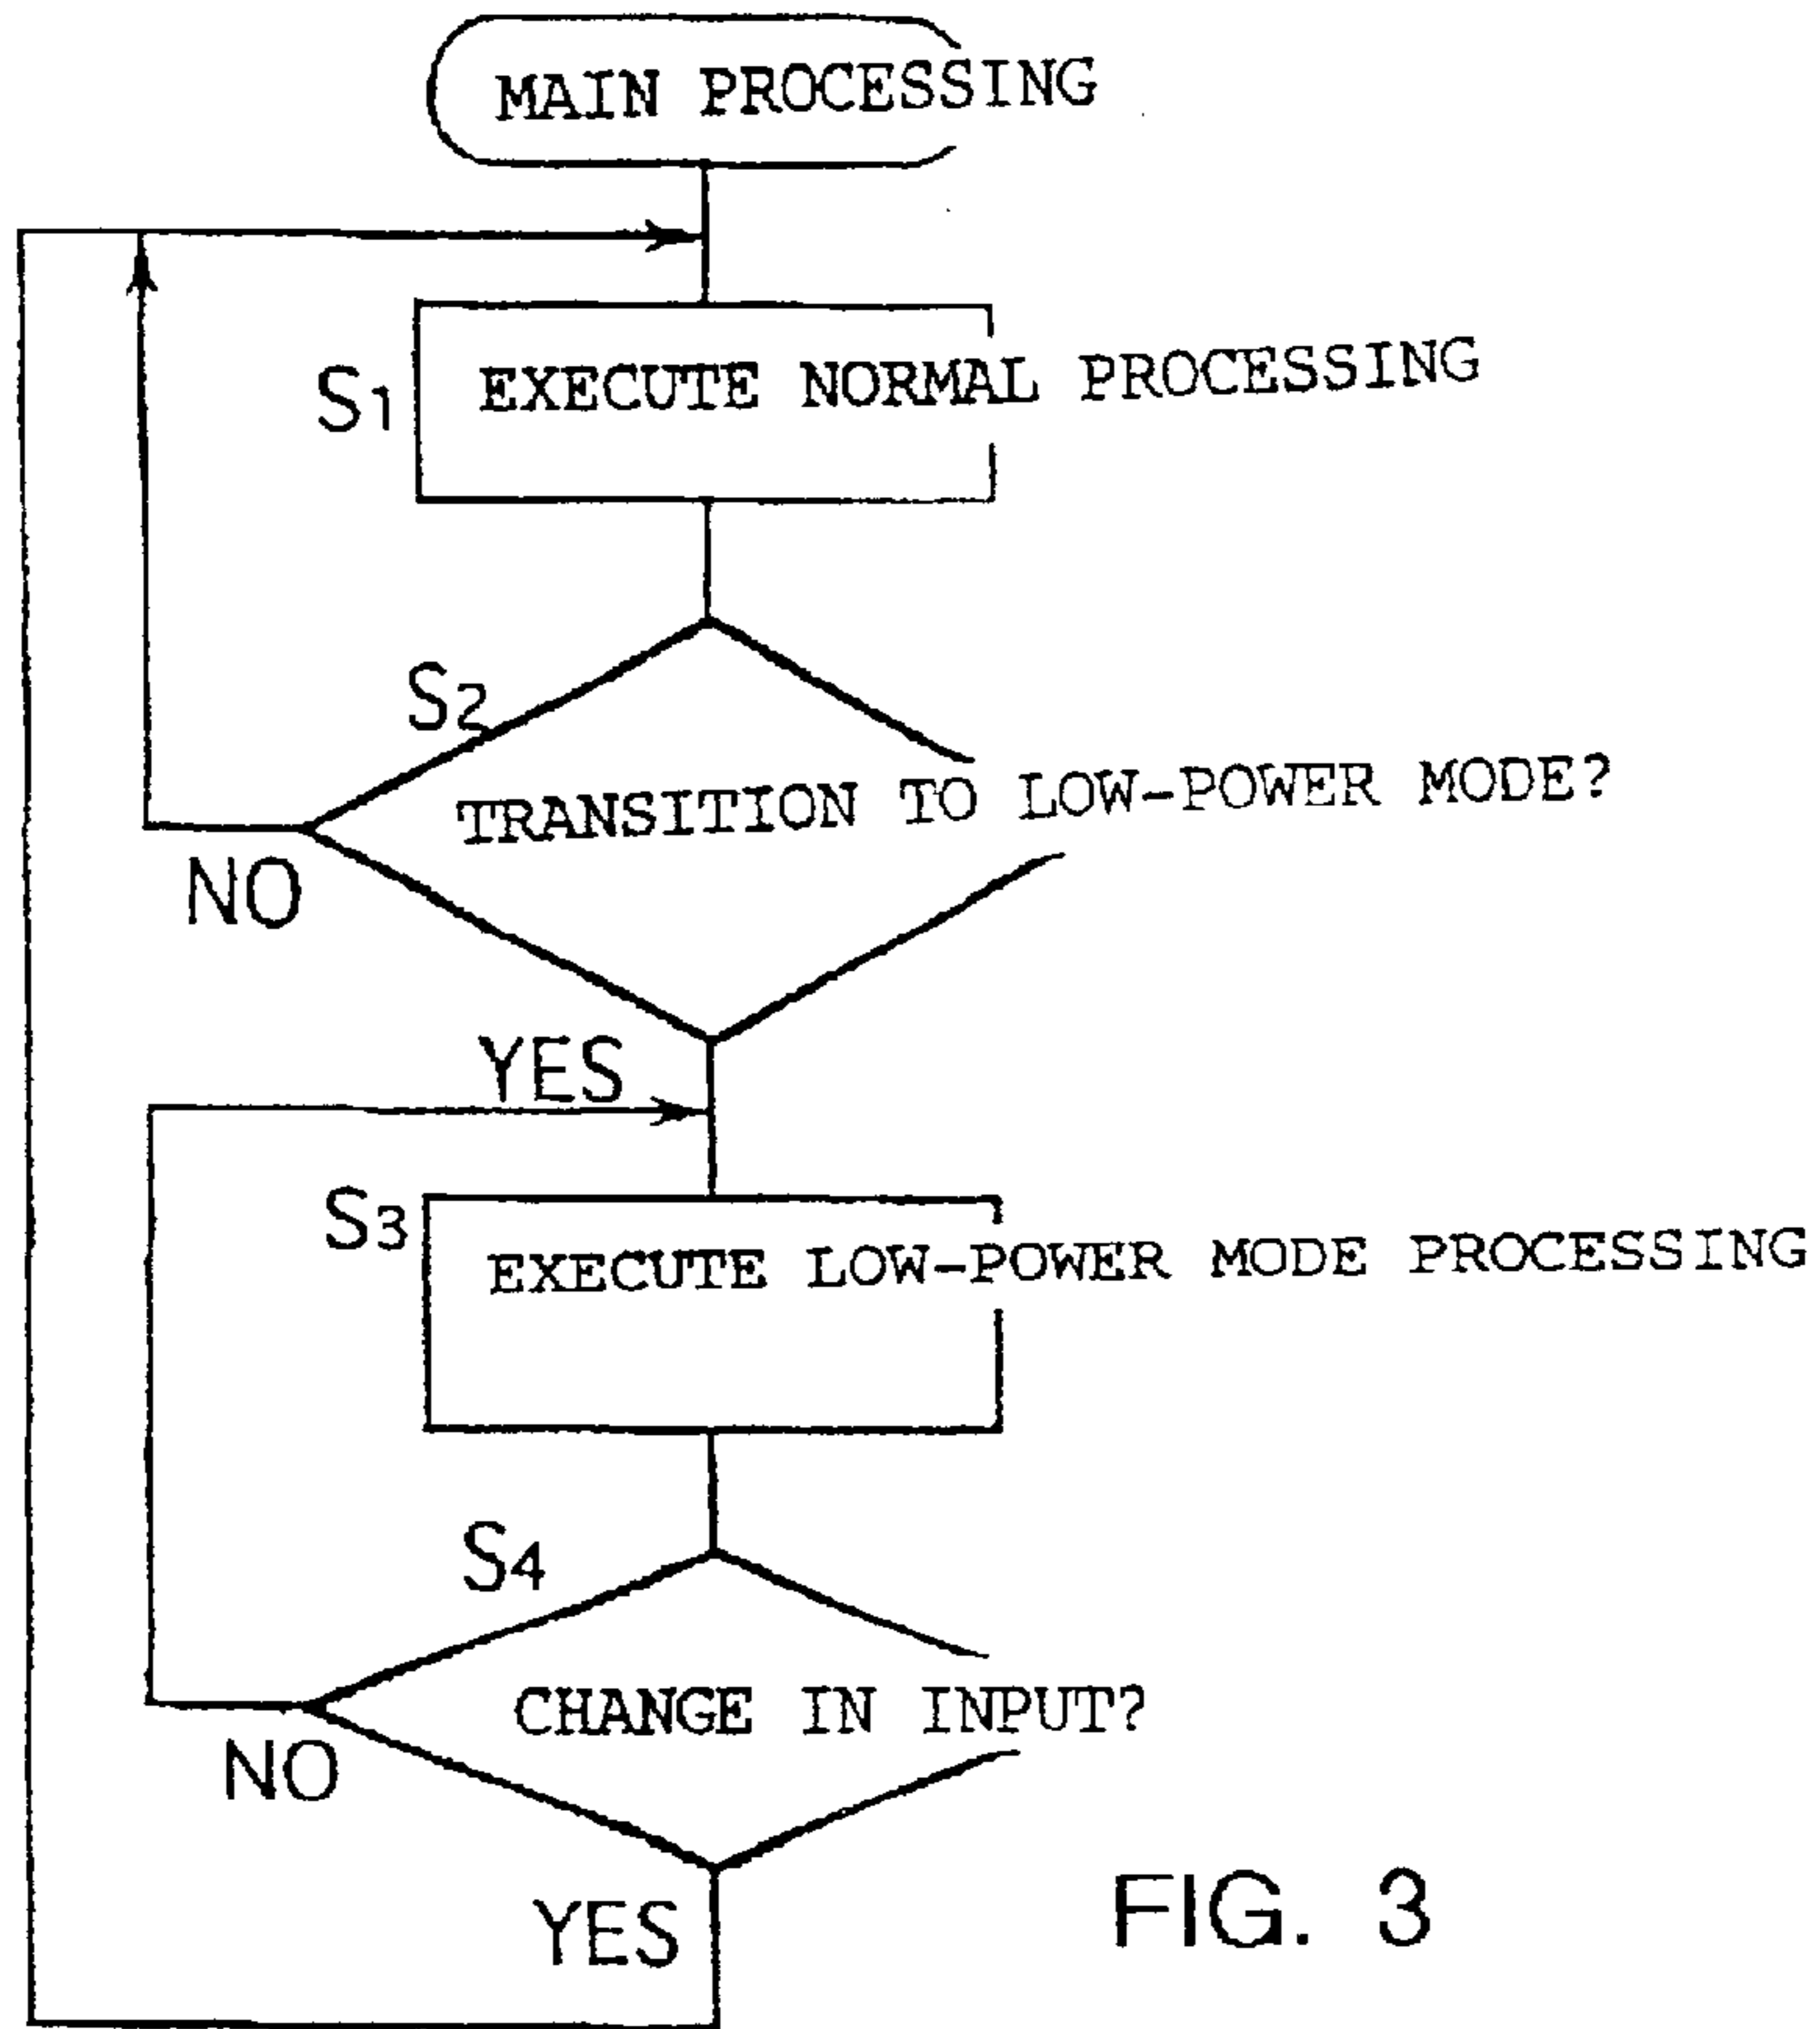 MAIN PROCESSING
S1
EXECUTE NORMAL PROCESSING
S2
TRANSITION TO LOW-POWER MODE?
NO
YES
S3
EXECUTE LOW-POWER MODE PROCESSING
S4
CHANGE IN INPUT?
NO
YES
FIG. 3